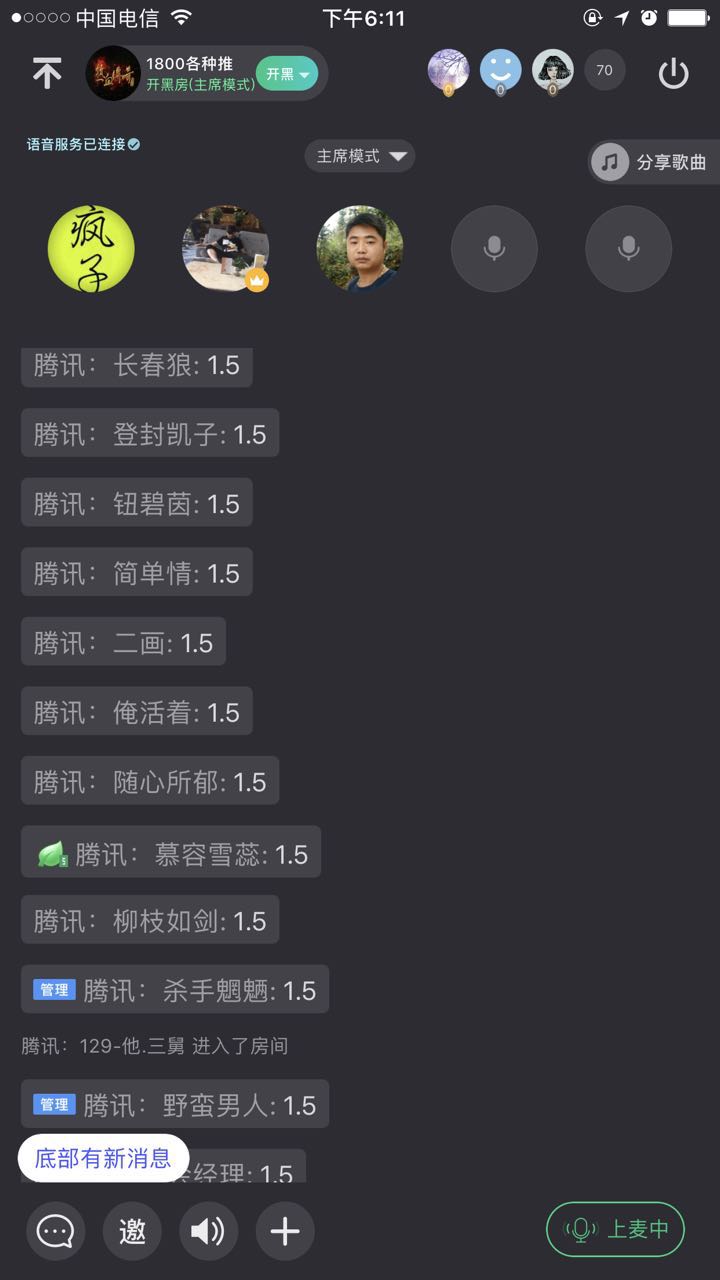 中国电信
下午6:11
1800各种推
开黑房(主席模式)
开黑
0
0
0
70
语音服务已连接
主席模式
分享歌曲
疯子
腾讯：长春狼: 1.5
腾讯：登封凯子: 1.5
腾讯：钮碧茵: 1.5
腾讯：简单情: 1.5
腾讯：二画: 1.5
腾讯：俺活着: 1.5
腾讯：随心所郁: 1.5
5 腾讯：慕容雪蕊: 1.5
腾讯：柳枝如剑: 1.5
管理 腾讯：杀手魍魉: 1.5
腾讯：129-他.三舅 进入了房间
管理 腾讯：野蛮男人: 1.5
底部有新消息
经理: 1.5
邀
上麦中